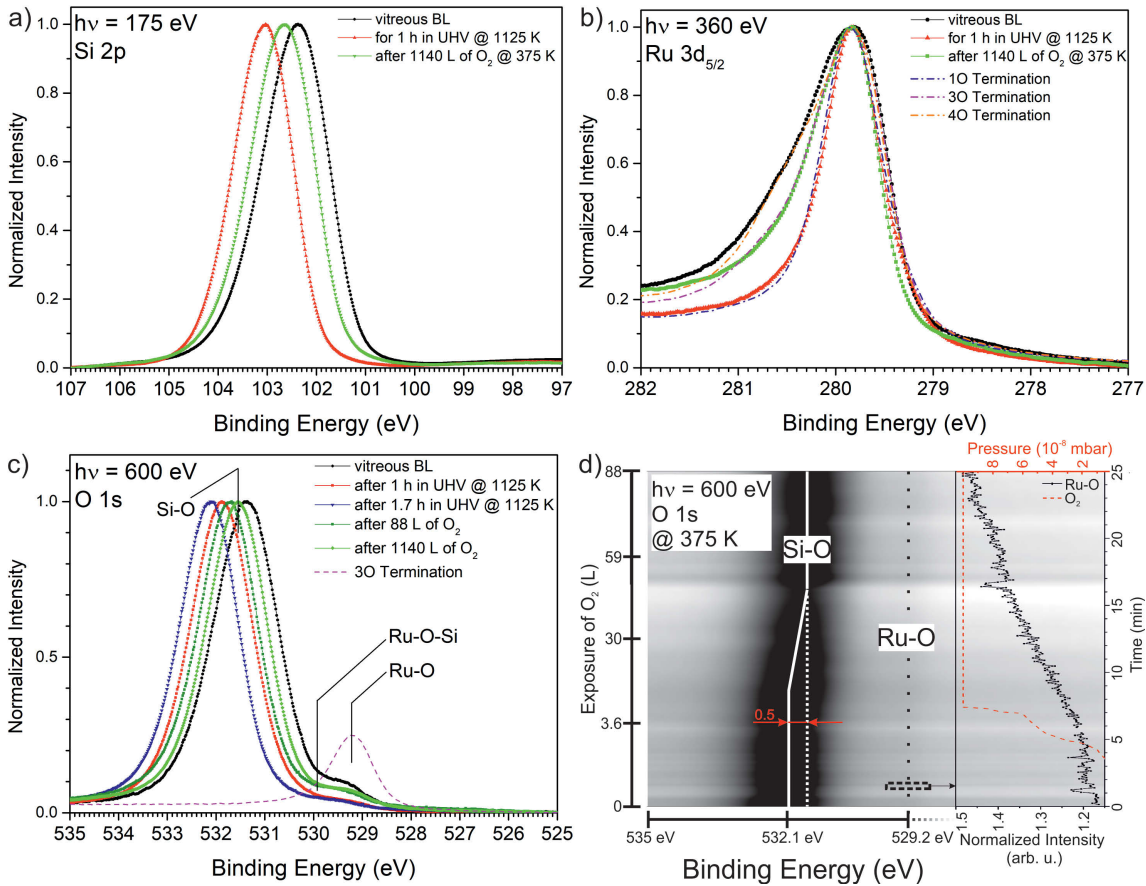 a)
hν = 175 eV
Si 2p
vitreous BL
for 1 h in UHV @ 1125 K
after 1140 L of O₂ @ 375 K
Normalized Intensity
1.0
0.8
0.6
0.4
0.2
0.0
107 106 105 104 103 102 101 100 99 98 97
Binding Energy (eV)
b)
hν = 360 eV
Ru 3d₅/₂
vitreous BL
for 1 h in UHV @ 1125 K
after 1140 L of O₂ @ 375 K
1O Termination
3O Termination
4O Termination
Normalized Intensity
1.0
0.8
0.6
0.4
0.2
0.0
282 281 280 279 278 277
Binding Energy (eV)
c)
hν = 600 eV
O 1s
Si-O
vitreous BL
after 1 h in UHV @ 1125 K
after 1.7 h in UHV @ 1125 K
after 88 L of O₂
after 1140 L of O₂
3O Termination
Ru-O-Si
Ru-O
Normalized Intensity
1.0
0.5
0.0
535 534 533 532 531 530 529 528 527 526 525
Binding Energy (eV)
d)
hν = 600 eV
O 1s
@ 375 K
Si-O
Ru-O
0.5
Exposure of O₂ (L)
88
59
30
3.6
0
535 eV 532.1 eV 529.2 eV
Binding Energy (eV)
Pressure (10⁻⁸ mbar)
8 6 4 2
Ru-O
O₂
25
20
15
10
5
0
Time (min)
1.5 1.4 1.3 1.2
Normalized Intensity
(arb. u.)